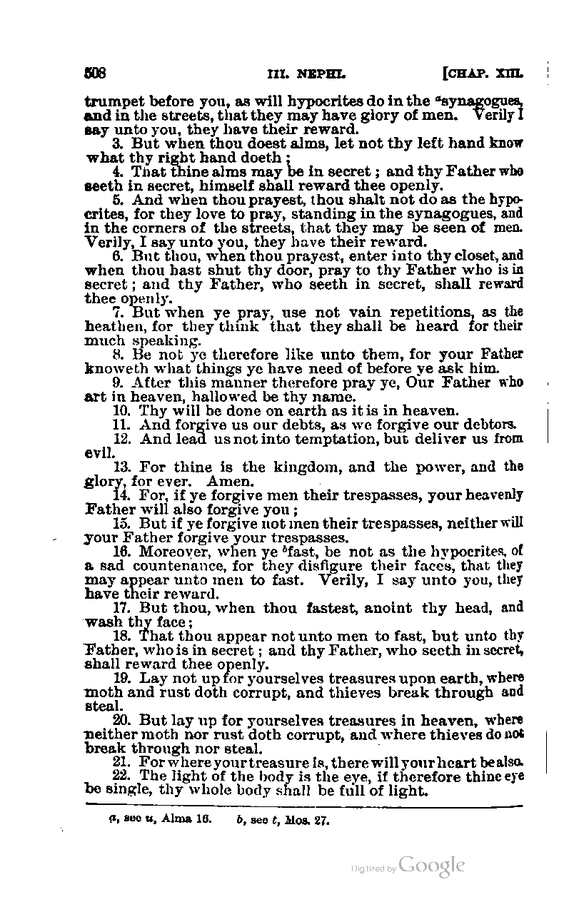 508 III. NEPHI. [CHAP. XIII.
trumpet before you, as will hypocrites do in the ᵃsynagogues,
and in the streets, that they may have glory of men. Verily I
say unto you, they have their reward.
3. But when thou doest alms, let not thy left hand know
what thy right hand doeth;
4. That thine alms may be in secret; and thy Father who
seeth in secret, himself shall reward thee openly.
5. And when thou prayest, thou shalt not do as the hypo-
crites, for they love to pray, standing in the synagogues, and
in the corners of the streets, that they may be seen of men.
Verily, I say unto you, they have their reward.
6. But thou, when thou prayest, enter into thy closet, and
when thou hast shut thy door, pray to thy Father who is in
secret; and thy Father, who seeth in secret, shall reward
thee openly.
7. But when ye pray, use not vain repetitions, as the
heathen, for they think that they shall be heard for their
much speaking.
8. Be not ye therefore like unto them, for your Father
knoweth what things ye have need of before ye ask him.
9. After this manner therefore pray ye, Our Father who
art in heaven, hallowed be thy name.
10. Thy will be done on earth as it is in heaven.
11. And forgive us our debts, as we forgive our debtors.
12. And lead us not into temptation, but deliver us from
evil.
13. For thine is the kingdom, and the power, and the
glory, for ever. Amen.
14. For, if ye forgive men their trespasses, your heavenly
Father will also forgive you;
15. But if ye forgive not men their trespasses, neither will
your Father forgive your trespasses.
16. Moreover, when ye ᵇfast, be not as the hypocrites, of
a sad countenance, for they disfigure their faces, that they
may appear unto men to fast. Verily, I say unto you, they
have their reward.
17. But thou, when thou fastest, anoint thy head, and
wash thy face;
18. That thou appear not unto men to fast, but unto thy
Father, who is in secret; and thy Father, who seeth in secret,
shall reward thee openly.
19. Lay not up for yourselves treasures upon earth, where
moth and rust doth corrupt, and thieves break through and
steal.
20. But lay up for yourselves treasures in heaven, where
neither moth nor rust doth corrupt, and where thieves do not
break through nor steal.
21. For where your treasure is, there will your heart be also.
22. The light of the body is the eye, if therefore thine eye
be single, thy whole body shall be full of light.
a, see u, Alma 16. b, see t, Mos. 27.
Digitized by Google